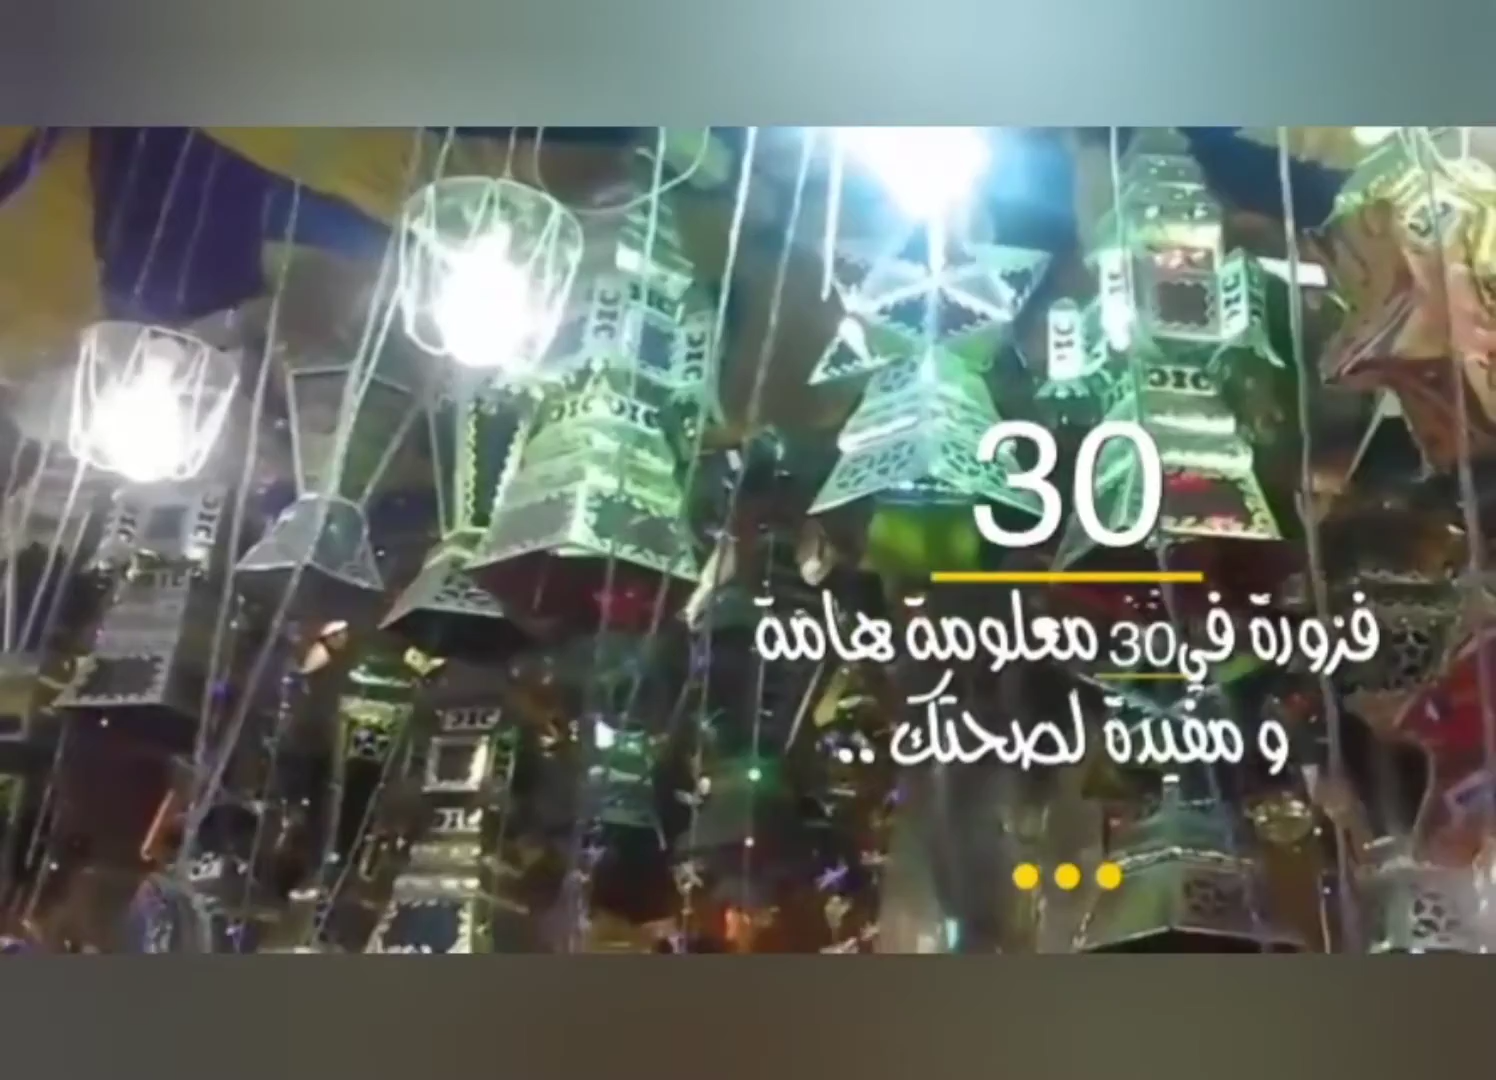 30
فزورة في 30 معلومة هامة
و مفيدة لصحتك ..